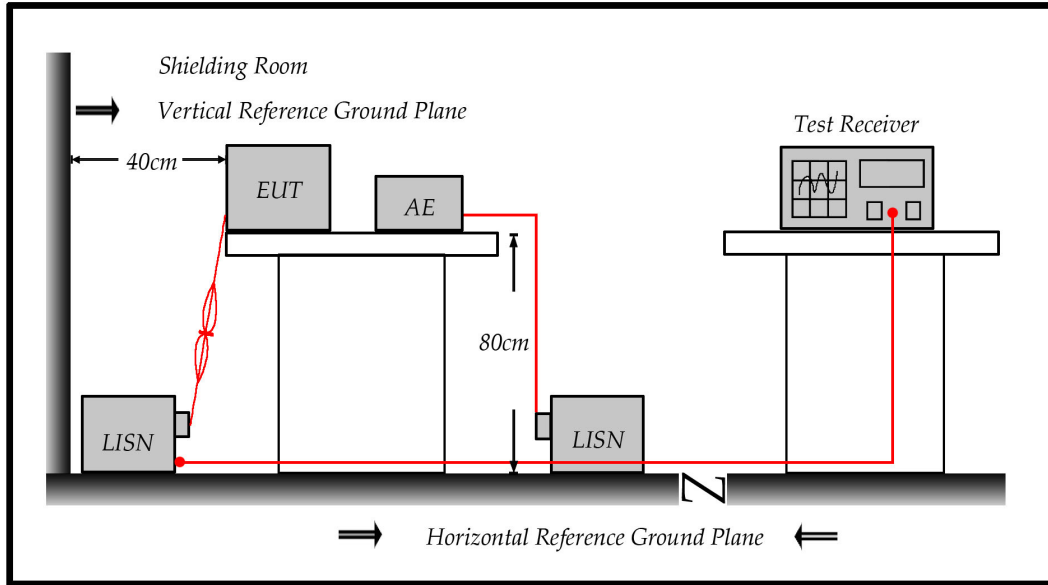 Shielding Room
Vertical Reference Ground Plane
Test Receiver
40cm
EUT
AE
80cm
LISN
LISN
Horizontal Reference Ground Plane